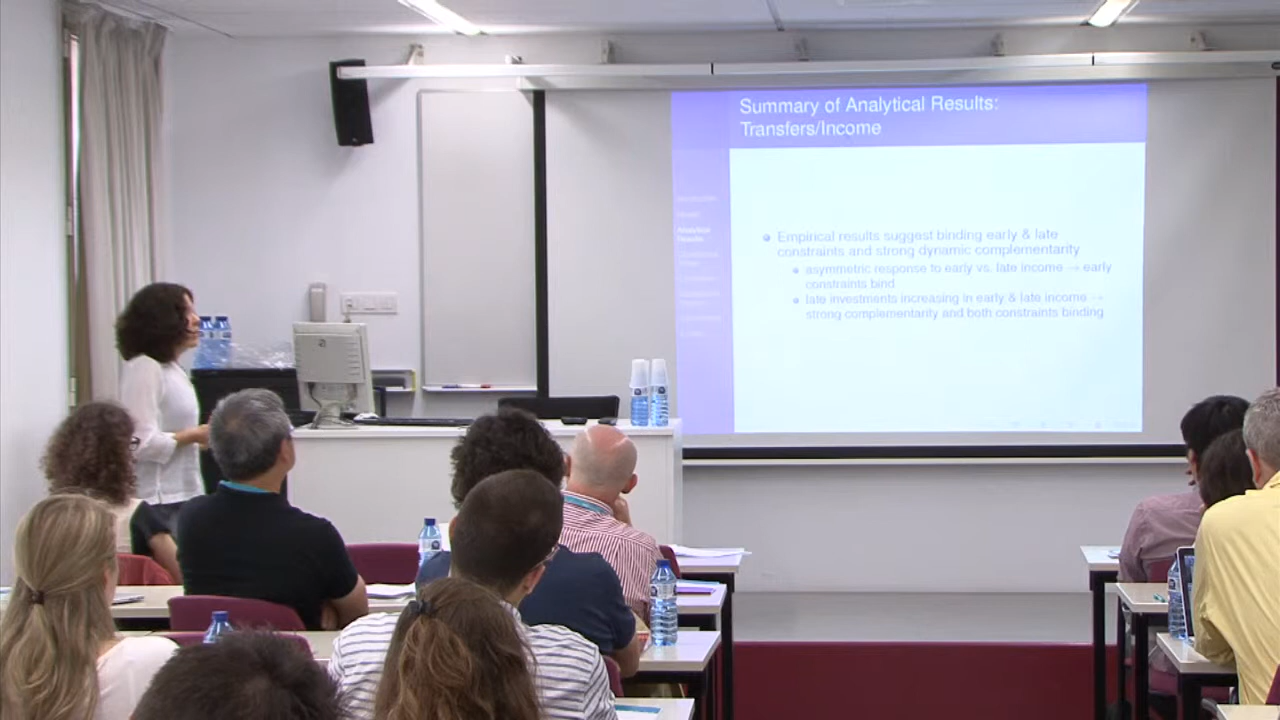 Summary of Analytical Results:
Transfers/Income
Analytical
Results
Empirical results suggest binding early & late
constraints and strong dynamic complementarity
asymmetric response to early vs. late income → early
constraints bind
late investments increasing in early & late income →
strong complementarity and both constraints binding